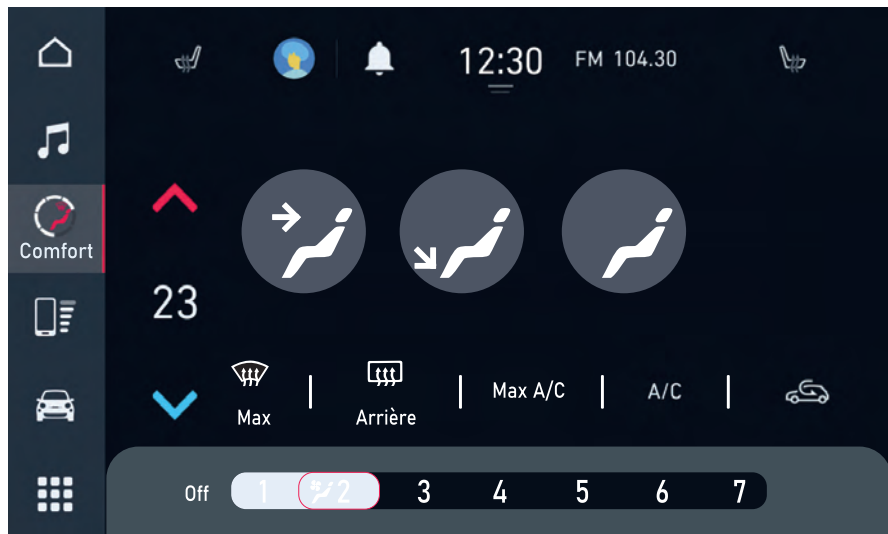 12:30 FM 104.30
Comfort
23
Max A/C A/C
Max Arrière
Off 1 2 3 4 5 6 7